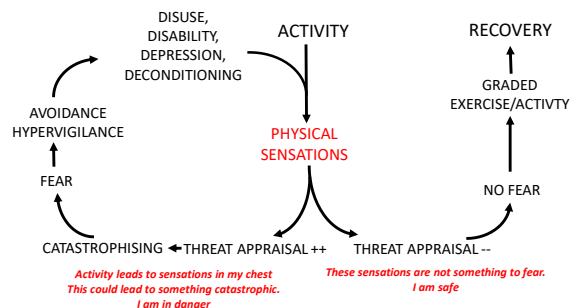 DISUSE,
DISABILITY,
DEPRESSION,
DECONDITIONING
ACTIVITY
RECOVERY
GRADED
EXERCISE/ACTIVTY
AVOIDANCE
HYPERVIGILANCE
PHYSICAL
SENSATIONS
FEAR
NO FEAR
CATASTROPHISING
THREAT APPRAISAL ++
THREAT APPRAISAL --
Activity leads to sensations in my chest
This could lead to something catastrophic.
I am in danger
These sensations are not something to fear.
I am safe